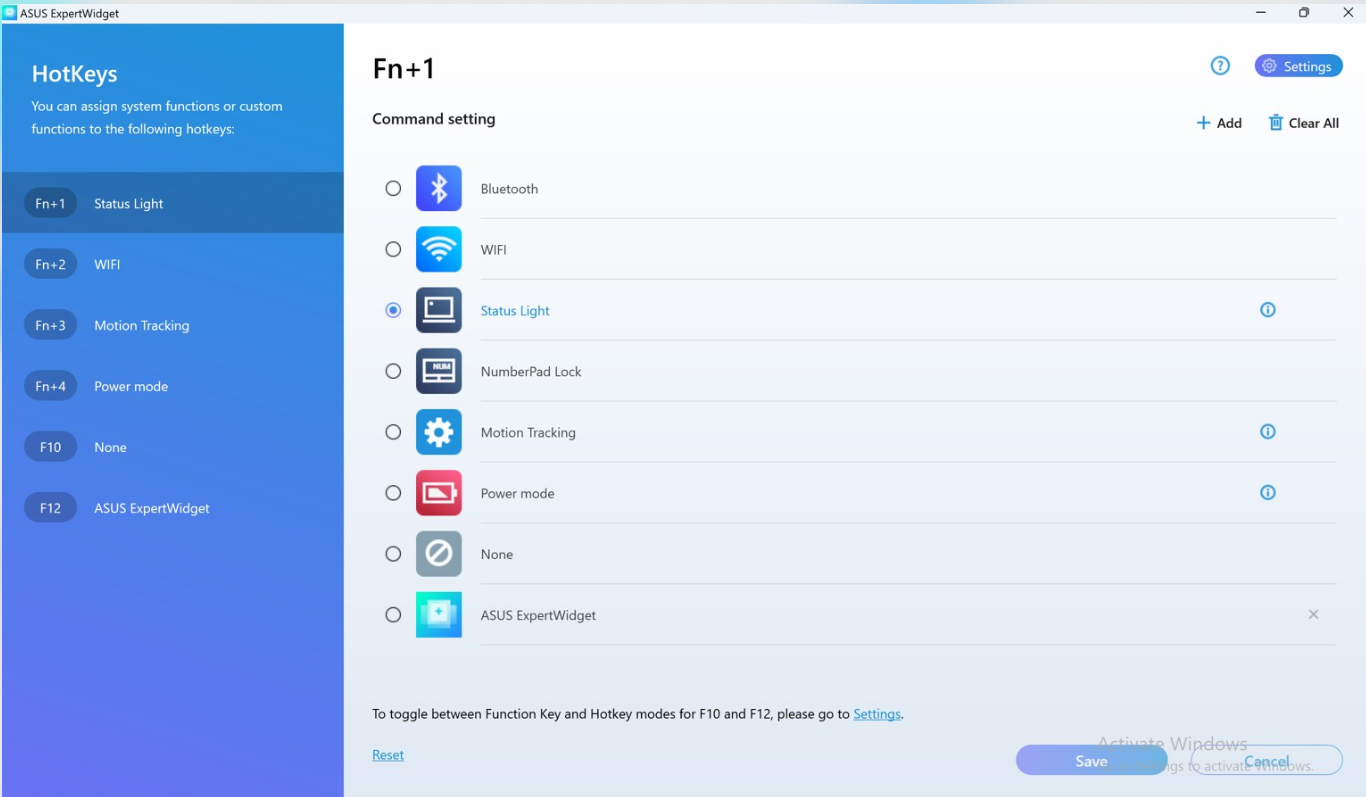 ASUS ExpertWidget
HotKeys
You can assign system functions or custom
functions to the following hotkeys:
Fn+1 Status Light
Fn+2 WIFI
Fn+3 Motion Tracking
Fn+4 Power mode
F10 None
F12 ASUS ExpertWidget
Fn+1
? Settings
Command setting
+ Add Clear All
Bluetooth
WIFI
Status Light
NUM NumberPad Lock
Motion Tracking
Power mode
None
ASUS ExpertWidget
To toggle between Function Key and Hotkey modes for F10 and F12, please go to Settings.
Reset
Activate Windows
Save
Cancel
to activate Windows.